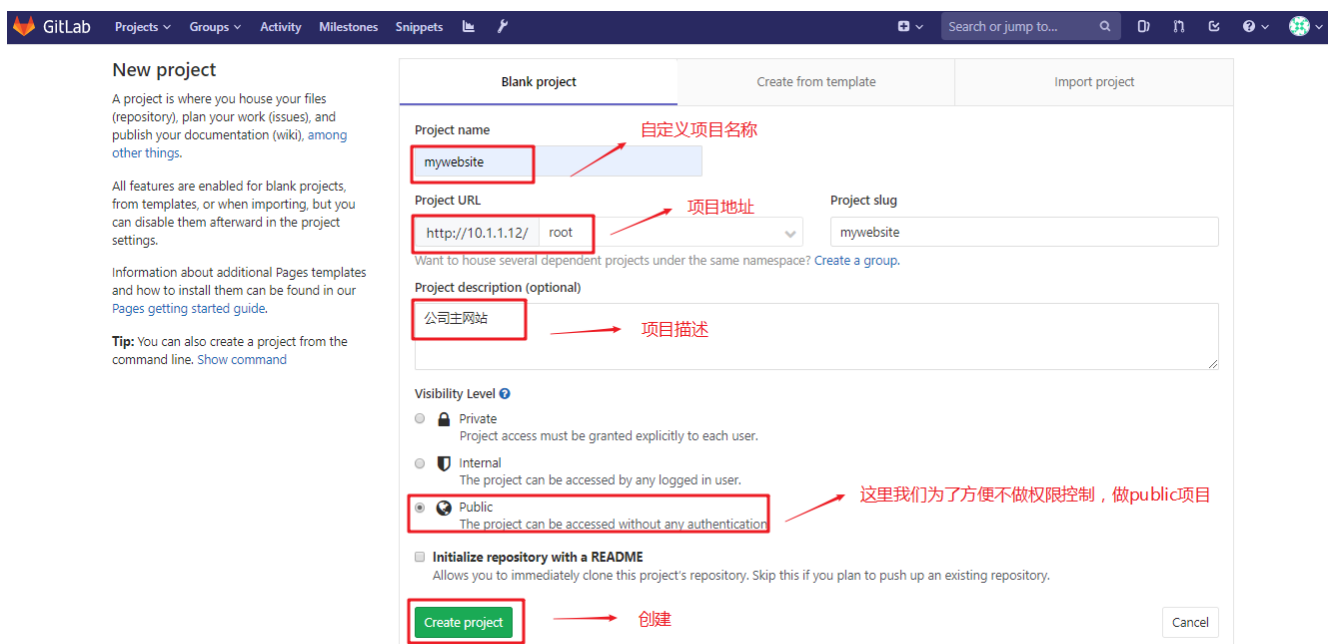 GitLab Projects Groups Activity Milestones Snippets Search or jump to...
New project
A project is where you house your files
(repository), plan your work (issues), and
publish your documentation (wiki), among
other things.
All features are enabled for blank projects,
from templates, or when importing, but you
can disable them afterward in the project
settings.
Information about additional Pages templates
and how to install them can be found in our
Pages getting started guide.
Tip: You can also create a project from the
command line. Show command
Blank project Create from template Import project
Project name
自定义项目名称
mywebsite
Project URL
项目地址
Project slug
http://10.1.1.12/ root
mywebsite
Want to house several dependent projects under the same namespace? Create a group.
Project description (optional)
公司主网站
项目描述
Visibility Level
Private
Project access must be granted explicitly to each user.
Internal
The project can be accessed by any logged in user.
Public
The project can be accessed without any authentication
这里我们为了方便不做权限控制，做public项目
Initialize repository with a README
Allows you to immediately clone this project's repository. Skip this if you plan to push up an existing repository.
Create project
创建
Cancel